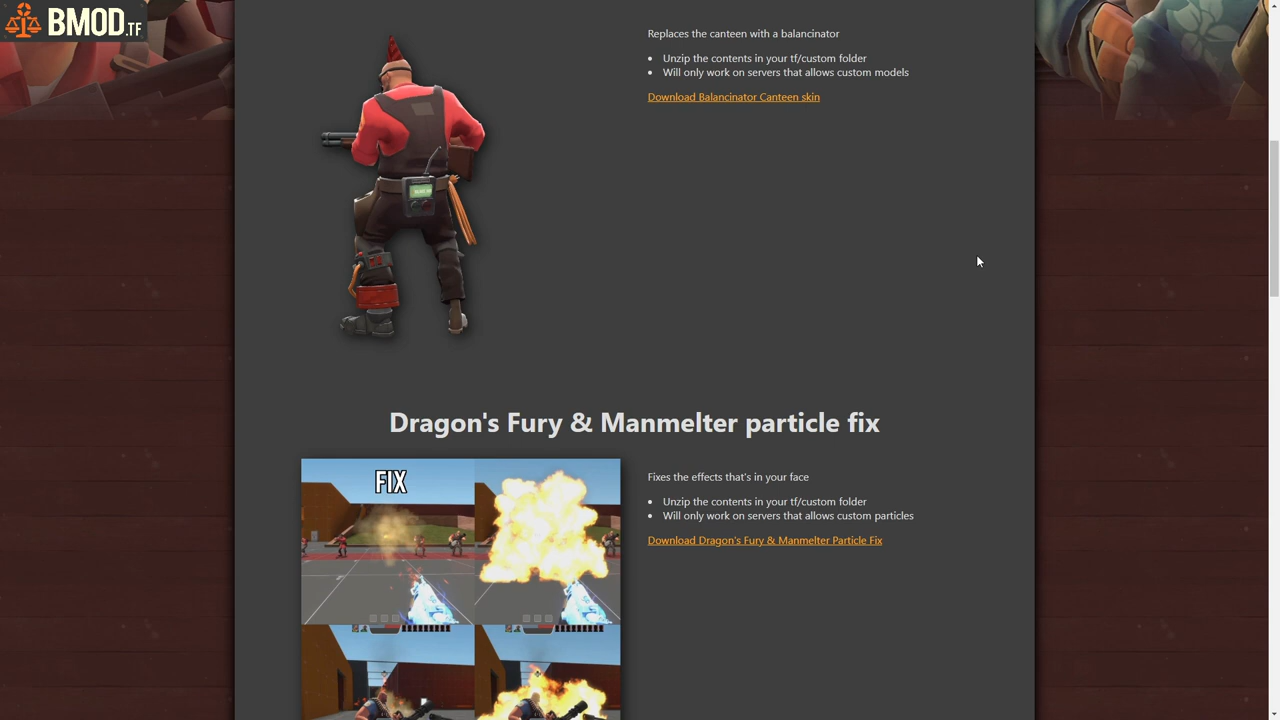 BMOD.TF
Replaces the canteen with a balancinator
• Unzip the contents in your tf/custom folder
• Will only work on servers that allows custom models
Download Balancinator Canteen skin
Dragon's Fury & Manmelter particle fix
FIX
Fixes the effects that's in your face
• Unzip the contents in your tf/custom folder
• Will only work on servers that allows custom particles
Download Dragon's Fury & Manmelter Particle Fix